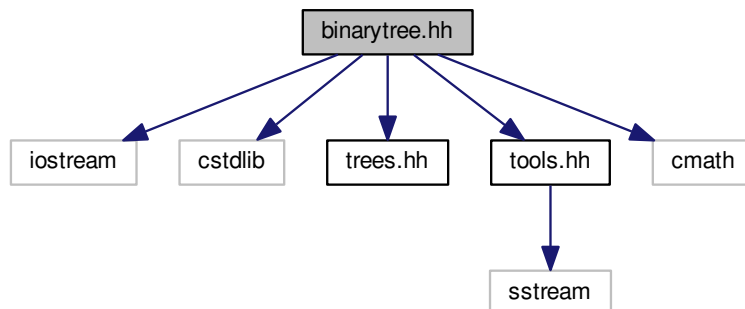 binarytree.hh
iostream
cstdlib
trees.hh
tools.hh
cmath
sstream